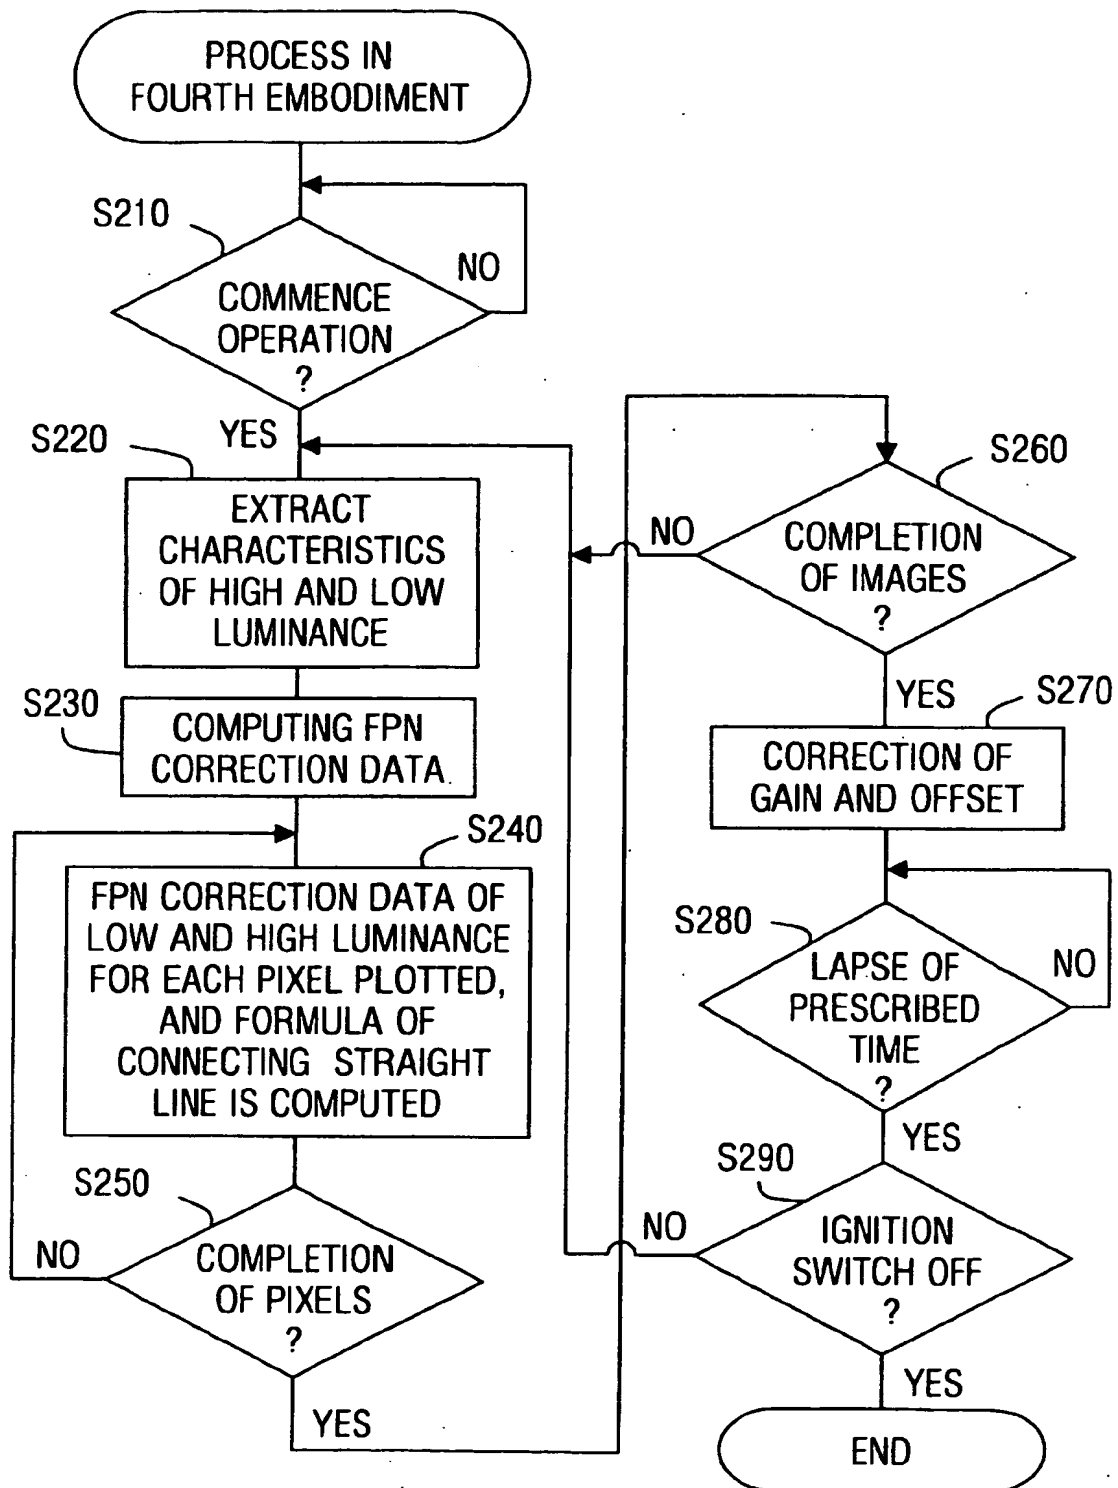 PROCESS IN
FOURTH EMBODIMENT
S210
NO
COMMENCE
OPERATION
?
YES
S220
EXTRACT
CHARACTERISTICS
OF HIGH AND LOW
LUMINANCE
S230
COMPUTING FPN
CORRECTION DATA
S240
FPN CORRECTION DATA OF
LOW AND HIGH LUMINANCE
FOR EACH PIXEL PLOTTED,
AND FORMULA OF
CONNECTING STRAIGHT
LINE IS COMPUTED
S250
NO
COMPLETION
OF PIXELS
?
YES
S260
NO
COMPLETION
OF IMAGES
?
YES
S270
CORRECTION OF
GAIN AND OFFSET
S280
NO
LAPSE OF
PRESCRIBED
TIME
?
YES
S290
NO
IGNITION
SWITCH OFF
?
YES
END